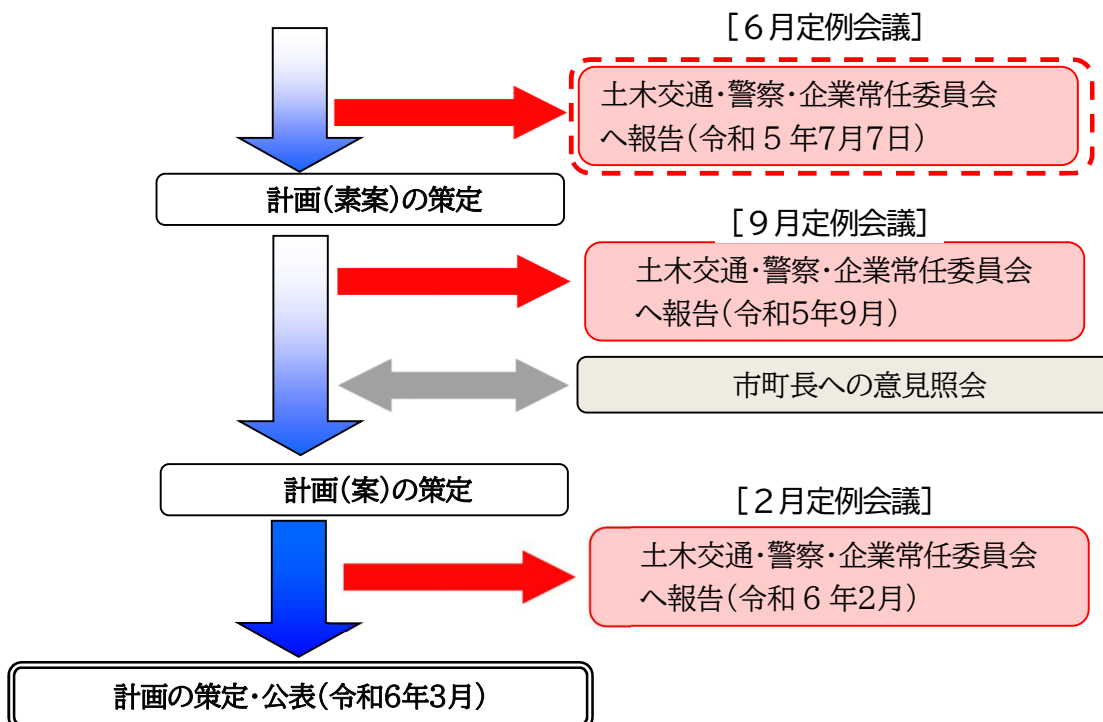 [6月定例会議]
土木交通・警察・企業常任委員会
へ報告(令和5年7月7日)
計画(素案)の策定
[9月定例会議]
土木交通・警察・企業常任委員会
へ報告(令和5年9月)
市町長への意見照会
計画(案)の策定
[2月定例会議]
土木交通・警察・企業常任委員会
へ報告(令和6年2月)
計画の策定・公表(令和6年3月)